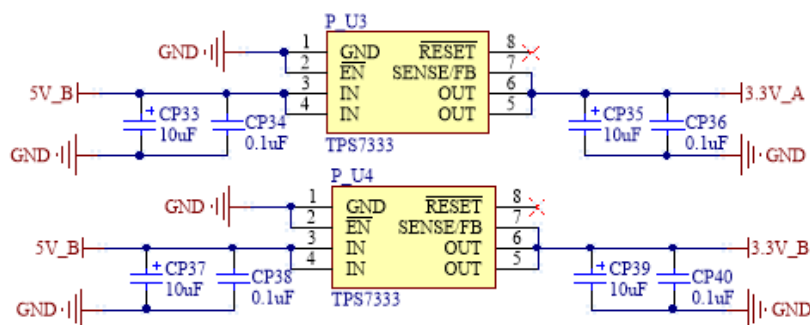 P_U3
GND
1 GND RESET 8
2 EN SENSE/FB 7
5V_B 3 IN OUT 6 3.3V_A
4 IN OUT 5
CP33 10uF
CP34 0.1uF
CP35 10uF
CP36 0.1uF
GND
GND
TPS7333
P_U4
GND
1 GND RESET 8
2 EN SENSE/FB 7
5V_B 3 IN OUT 6 3.3V_B
4 IN OUT 5
CP37 10uF
CP38 0.1uF
CP39 10uF
CP40 0.1uF
GND
GND
TPS7333